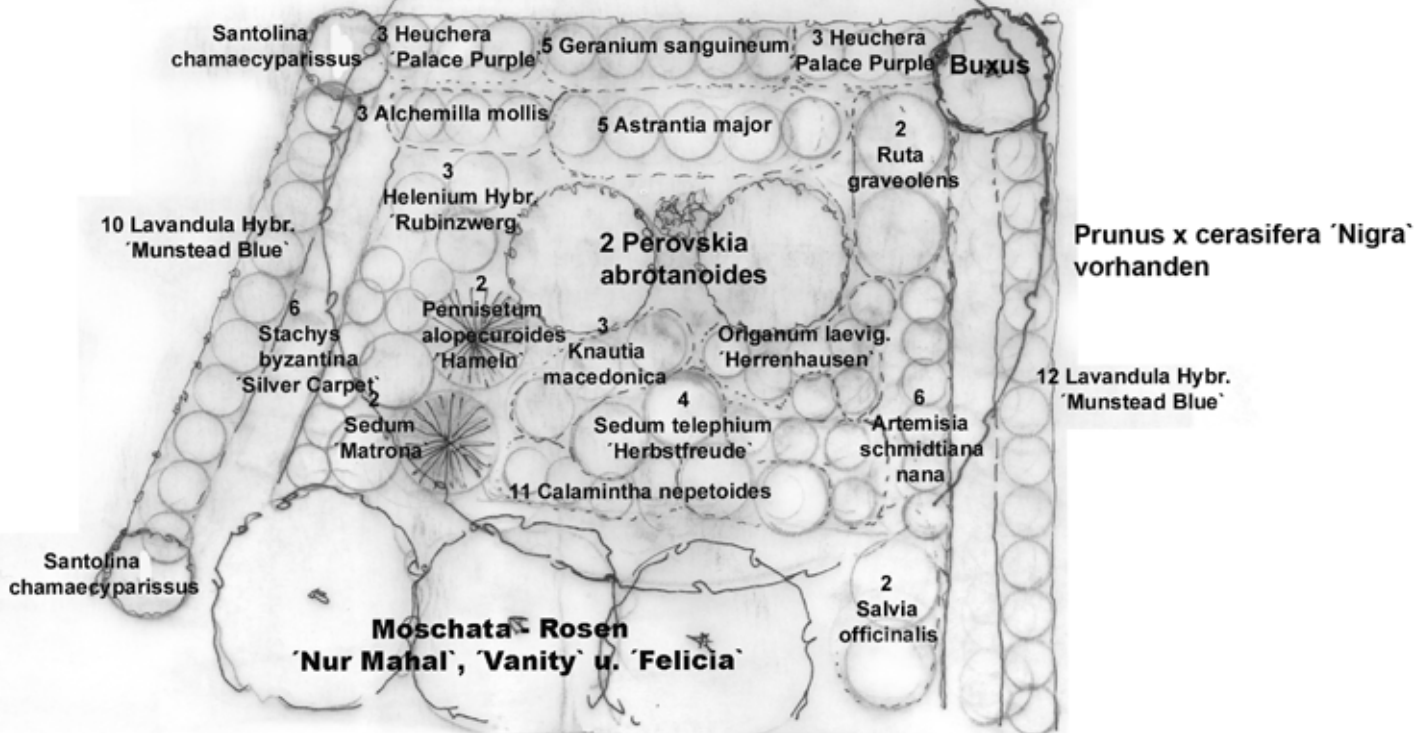 Santolina
chamaecyparissus
3 Heuchera
´Palace Purple`
5 Geranium sanguineum
3 Heuchera
Palace Purple`
Buxus
3 Alchemilla mollis
5 Astrantia major
2
Ruta
graveolens
3
Helenium Hybr.
´Rubinzwerg`
10 Lavandula Hybr.
´Munstead Blue`
2 Perovskia
abrotanoides
Prunus x cerasifera ´Nigra`
vorhanden
6
Stachys
byzantina
´Silver Carpet`
2
Pennisetum
alopecuroides
´Hameln`
3
Knautia
macedonica
Origanum laevig.
´Herrenhausen`
12 Lavandula Hybr.
´Munstead Blue`
2
Sedum
´Matrona`
4
Sedum telephium
´Herbstfreude`
6
Artemisia
schmidtiana
nana
11 Calamintha nepetoides
Santolina
chamaecyparissus
2
Salvia
officinalis
Moschata - Rosen
´Nur Mahal`, ´Vanity` u. ´Felicia`